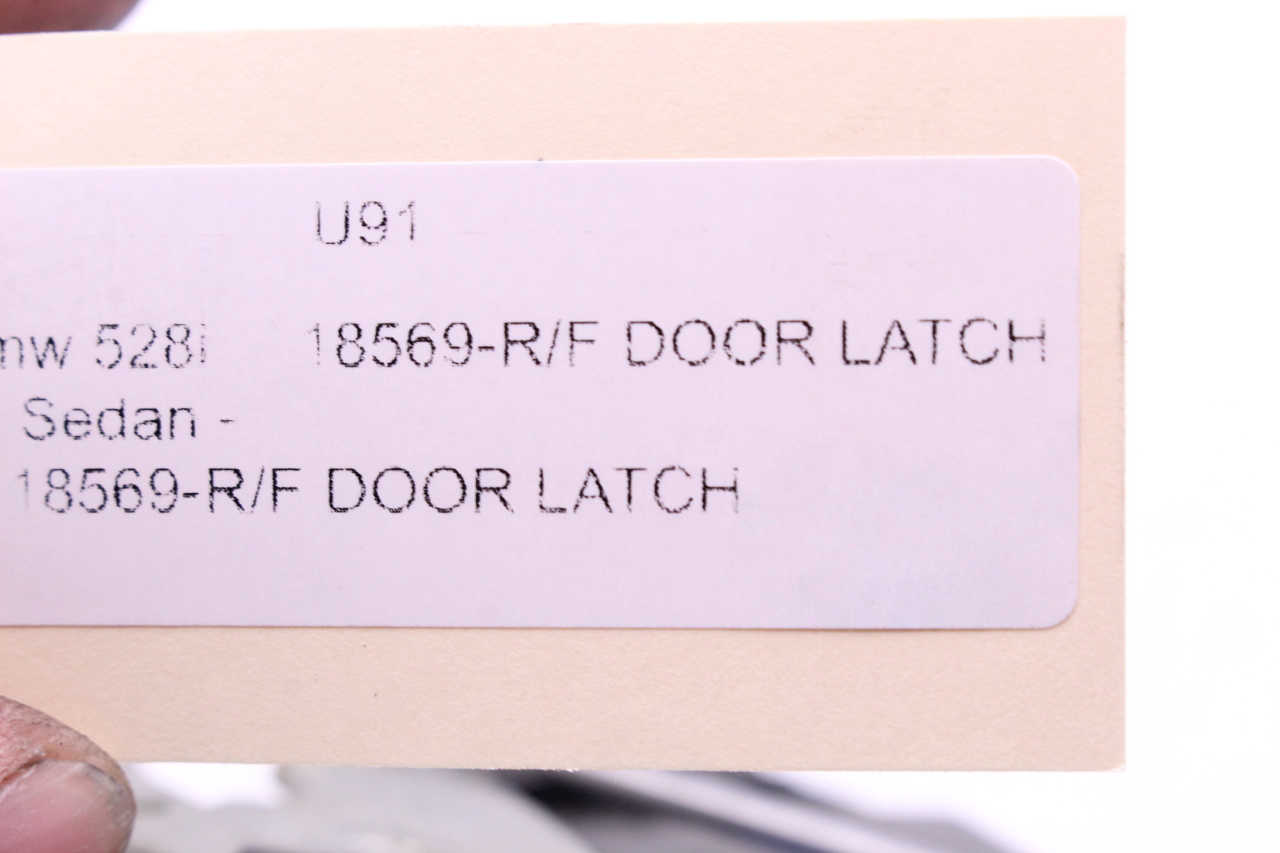 U91
mw 528i 18569-R/F DOOR LATCH
Sedan -
18569-R/F DOOR LATCH